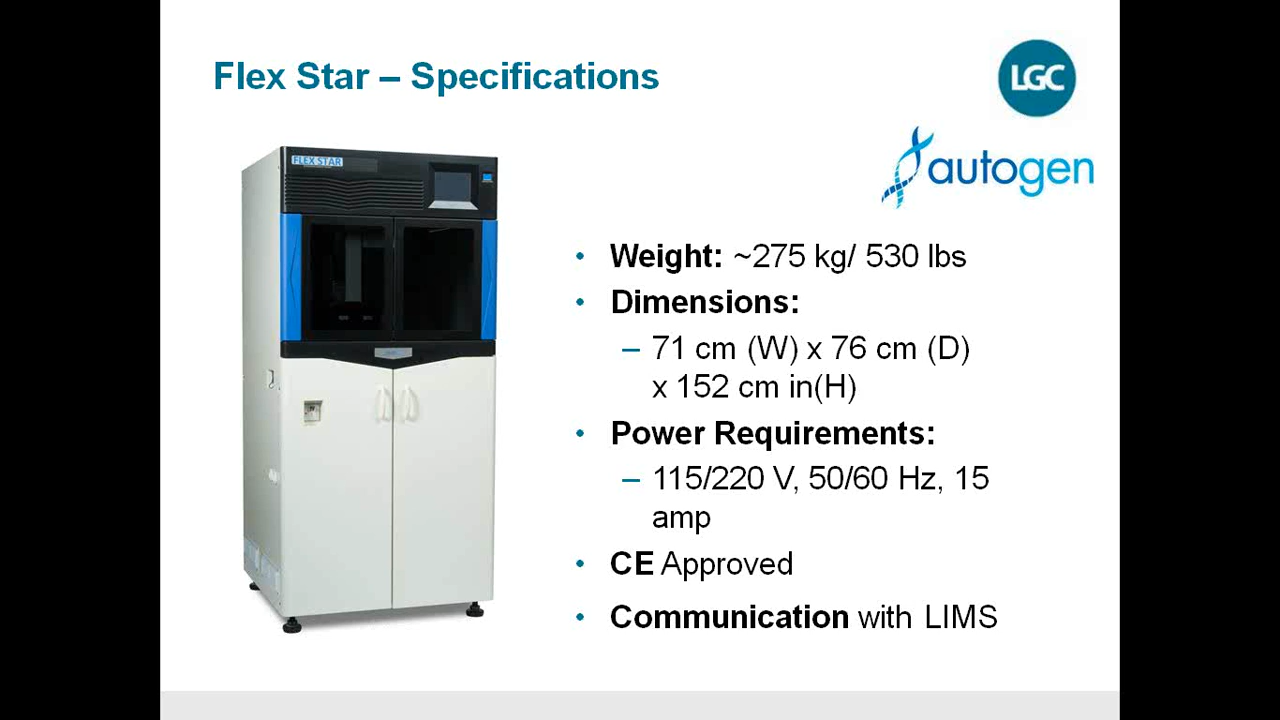 Flex Star – Specifications
LGC
autogen
FLEX STAR
• Weight: ~275 kg/ 530 lbs
• Dimensions:
– 71 cm (W) x 76 cm (D)
x 152 cm in(H)
• Power Requirements:
– 115/220 V, 50/60 Hz, 15
amp
• CE Approved
• Communication with LIMS